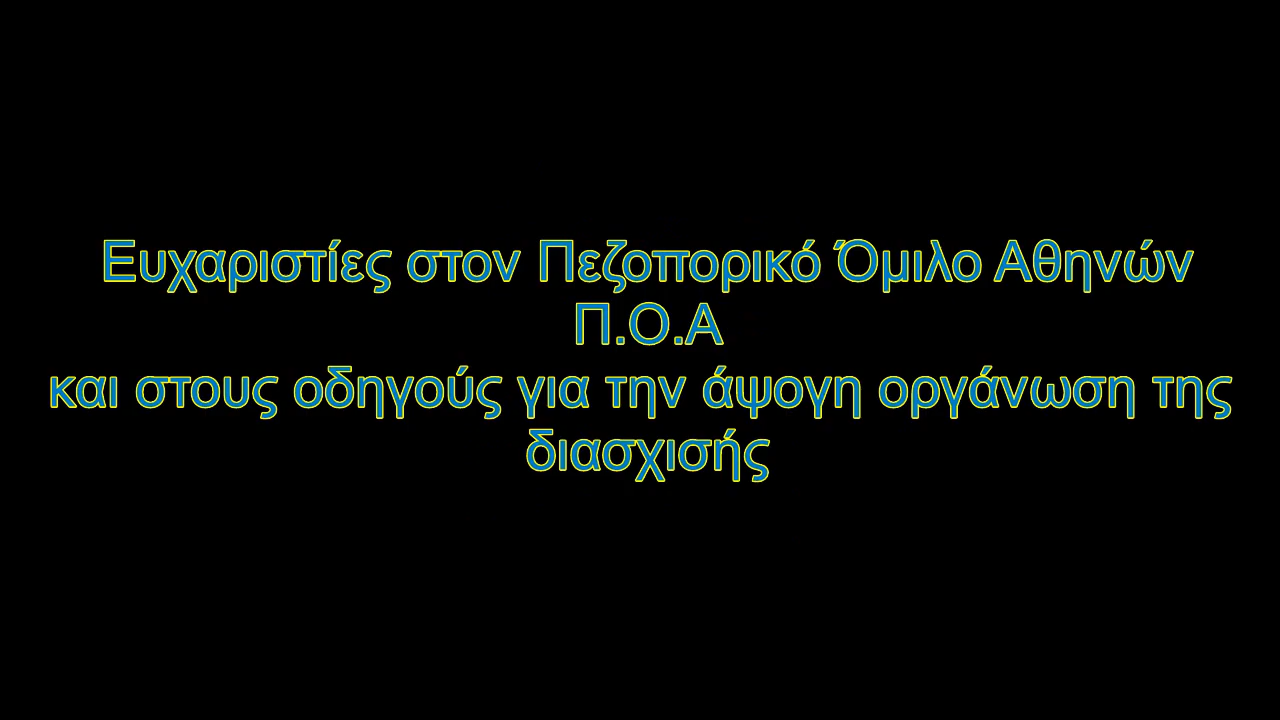 Ευχαριστίες στον Πεζοπορικό Όμιλο Αθηνών
Π.Ο.Α
και στους οδηγούς για την άψογη οργάνωση της
διασχισής